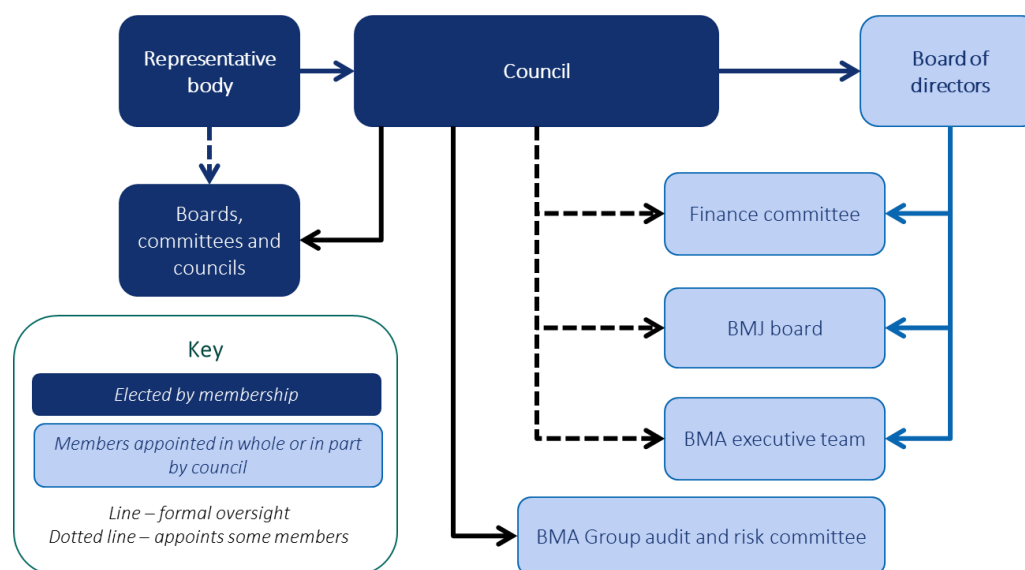 Representative
body
Council
Board of
directors
Boards,
committees and
councils
Finance committee
BMJ board
BMA executive team
BMA Group audit and risk committee
Key
Elected by membership
Members appointed in whole or in part
by council
Line – formal oversight
Dotted line – appoints some members